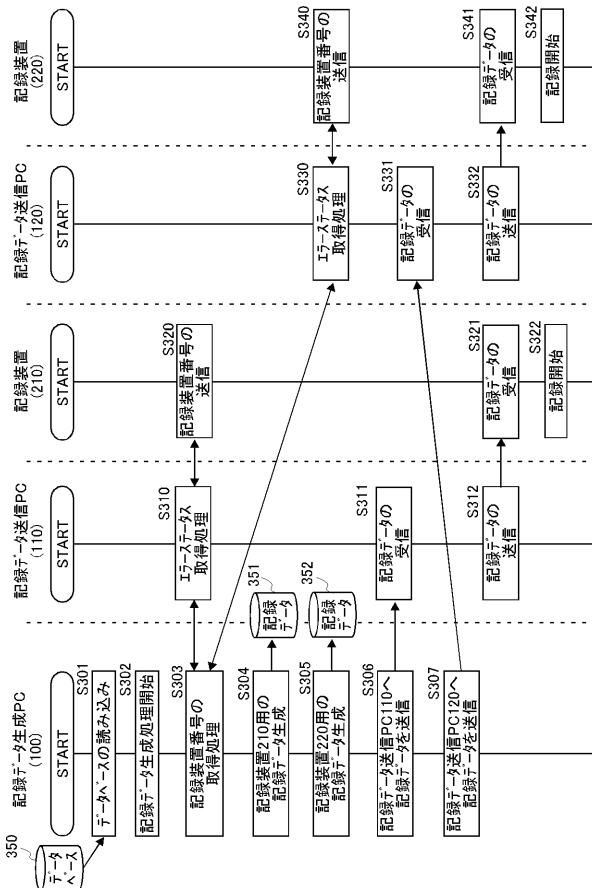 記録データ生成PC
(100)
START
350
データ
ベース
S301
データベースの読み込み
S302
記録データ生成処理開始
S303
記録装置番号の
取得処理
S304
記録装置210用の
記録データ生成
351
記録
データ
S305
記録装置220用の
記録データ生成
352
記録
データ
S306
記録データ送信PC110へ
記録データを送信
S307
記録データ送信PC120へ
記録データを送信
記録データ送信PC
(110)
START
S310
エラーステータス
取得処理
S311
記録データの
受信
S312
記録データの
送信
記録装置
(210)
START
S320
記録装置番号の
送信
S321
記録データの
受信
S322
記録開始
記録データ送信PC
(120)
START
S330
エラーステータス
取得処理
S331
記録データの
受信
S332
記録データの
送信
記録装置
(220)
START
S340
記録装置番号の
送信
S341
記録データの
受信
S342
記録開始